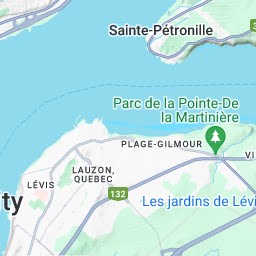 Sainte-Pétronille
Parc de la Pointe-De
la Martinière
PLAGE-GILMOUR
VI
LAUZON,
QUEBEC
LÉVIS
132
ty
Les jardins de Lévi